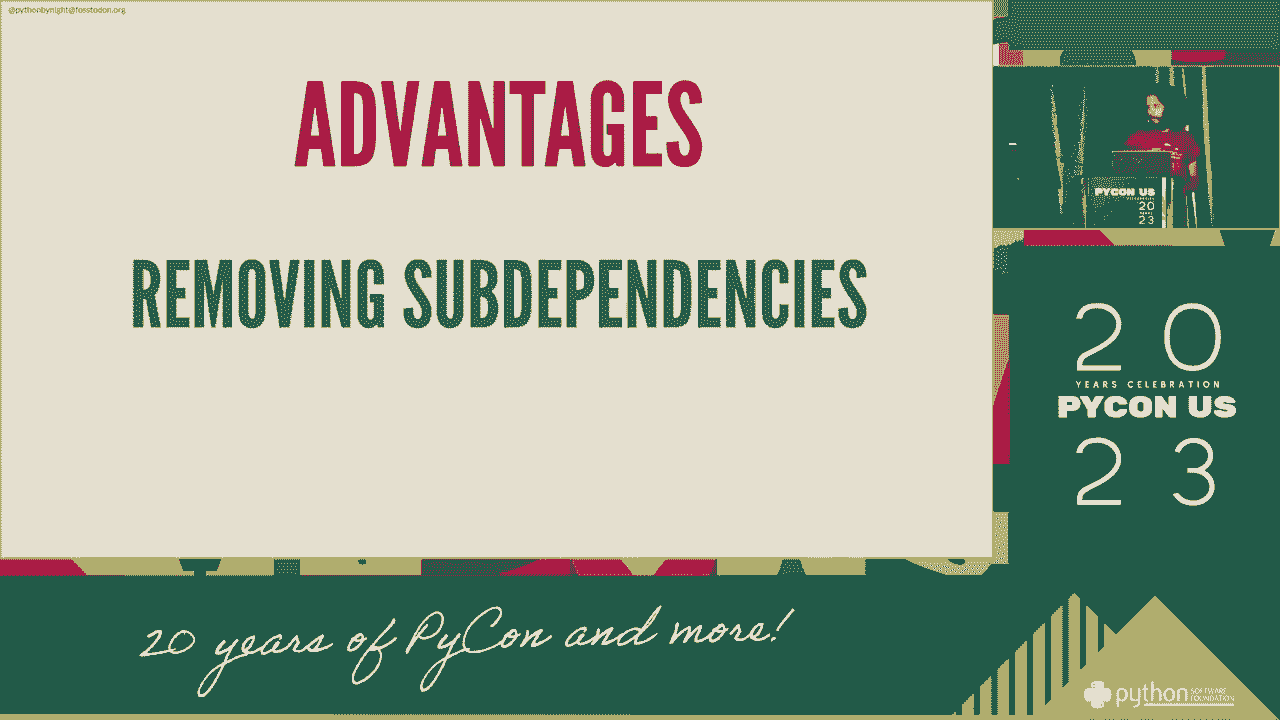 @pythonbynight@fosstodon.org
ADVANTAGES
REMOVING SUBDEPENDENCIES
PYCON US
20
23
20
YEARS CELEBRATION
PYCON US
23
20 years of PyCon and more!
python SOFTWARE FOUNDATION